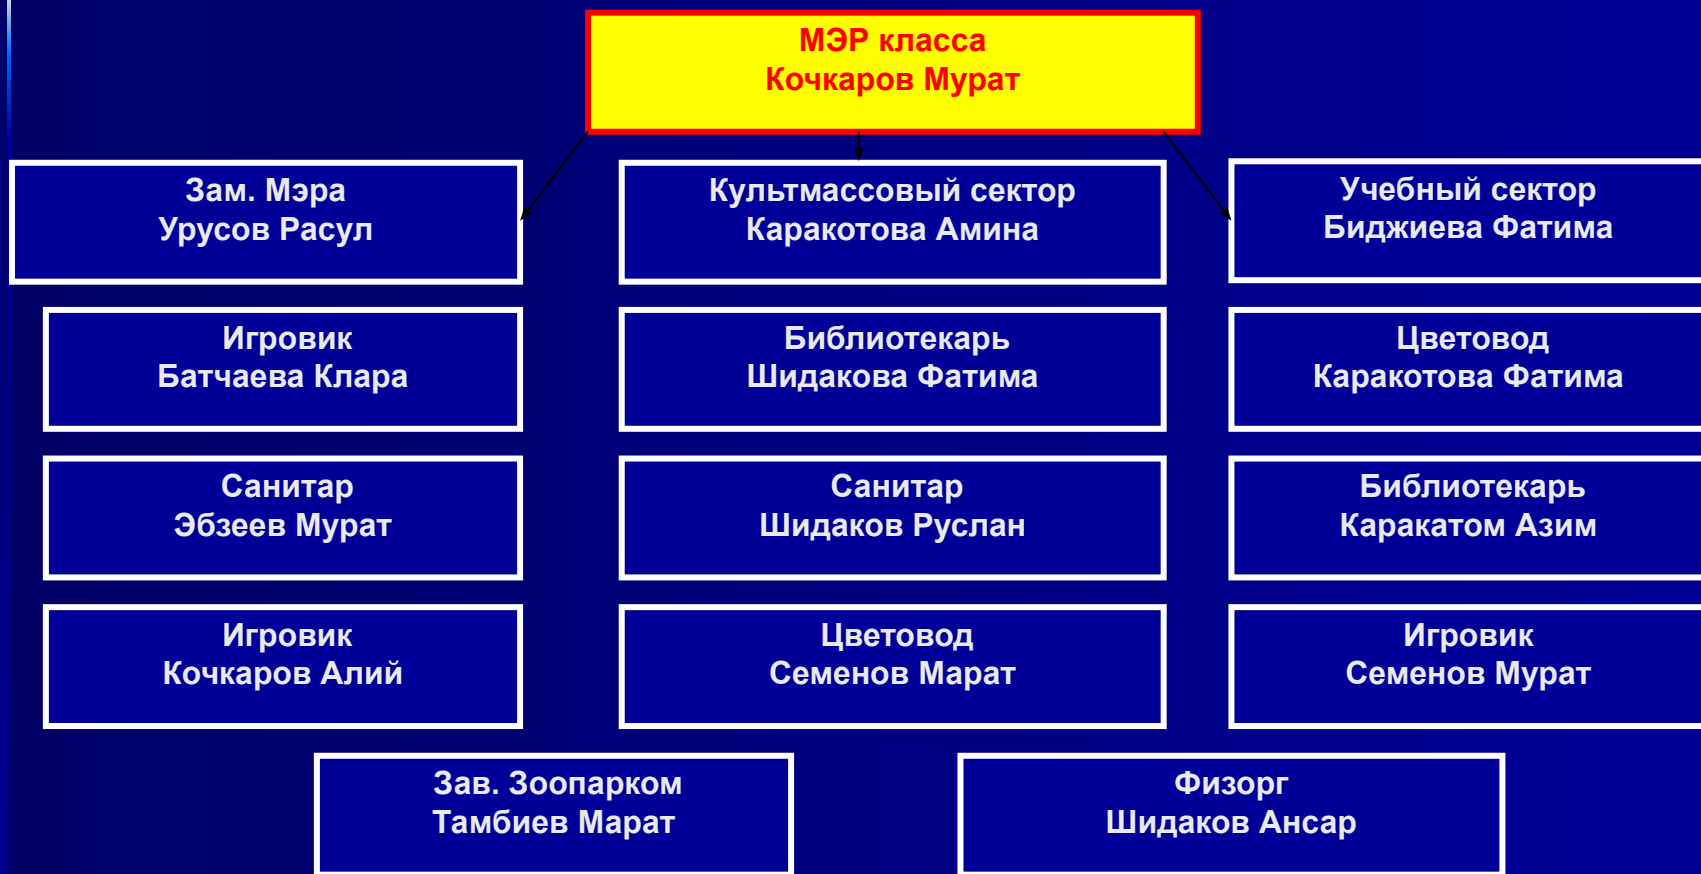 МЭР класса
Кочкаров Мурат
Зам. Мэра
Урусов Расул
Культмассовый сектор
Каракотова Амина
Учебный сектор
Биджиева Фатима
Игровик
Батчаева Клара
Библиотекарь
Шидакова Фатима
Цветовод
Каракотова Фатима
Санитар
Эбзеев Мурат
Санитар
Шидаков Руслан
Библиотекарь
Каракатом Азим
Игровик
Кочкаров Алий
Цветовод
Семенов Марат
Игровик
Семенов Мурат
Зав. Зоопарком
Тамбиев Марат
Физорг
Шидаков Ансар